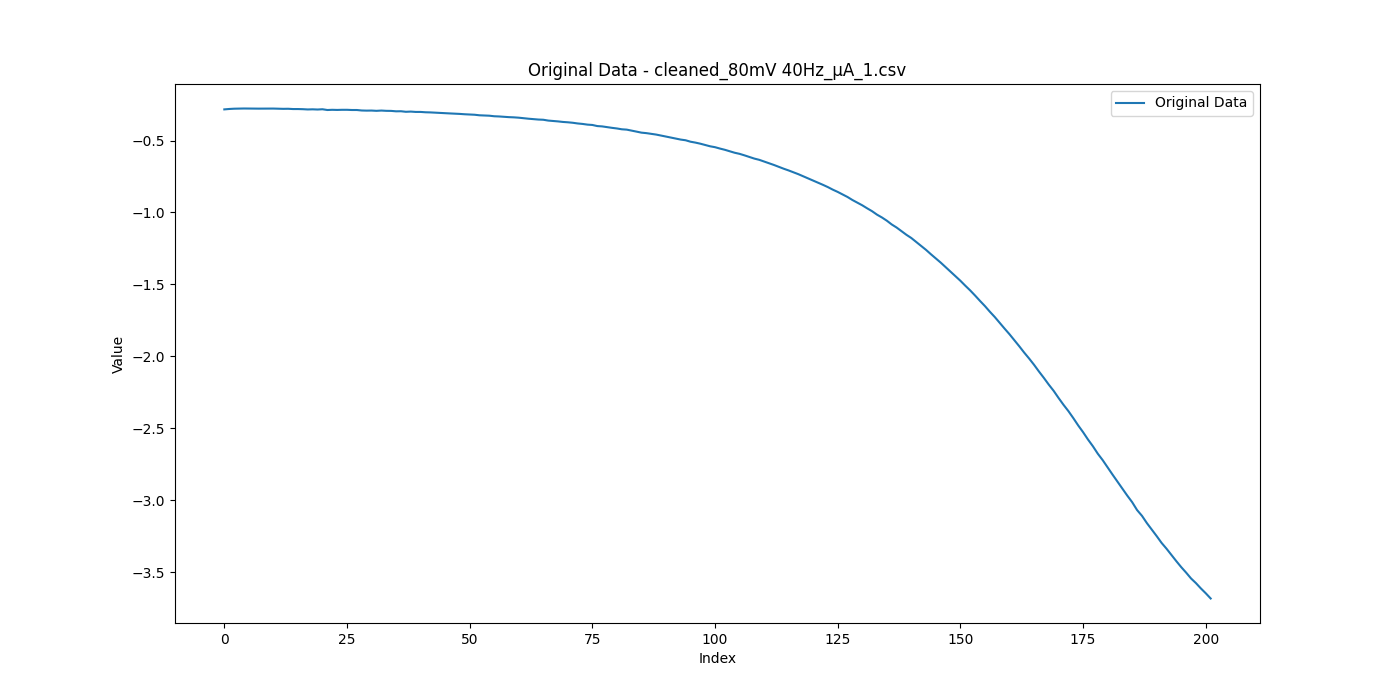 Original Data - cleaned_80mV 40Hz_µA_1.csv
Original Data
−0.5
−1.0
−1.5
−2.0
−2.5
−3.0
−3.5
Value
0 25 50 75 100 125 150 175 200
Index